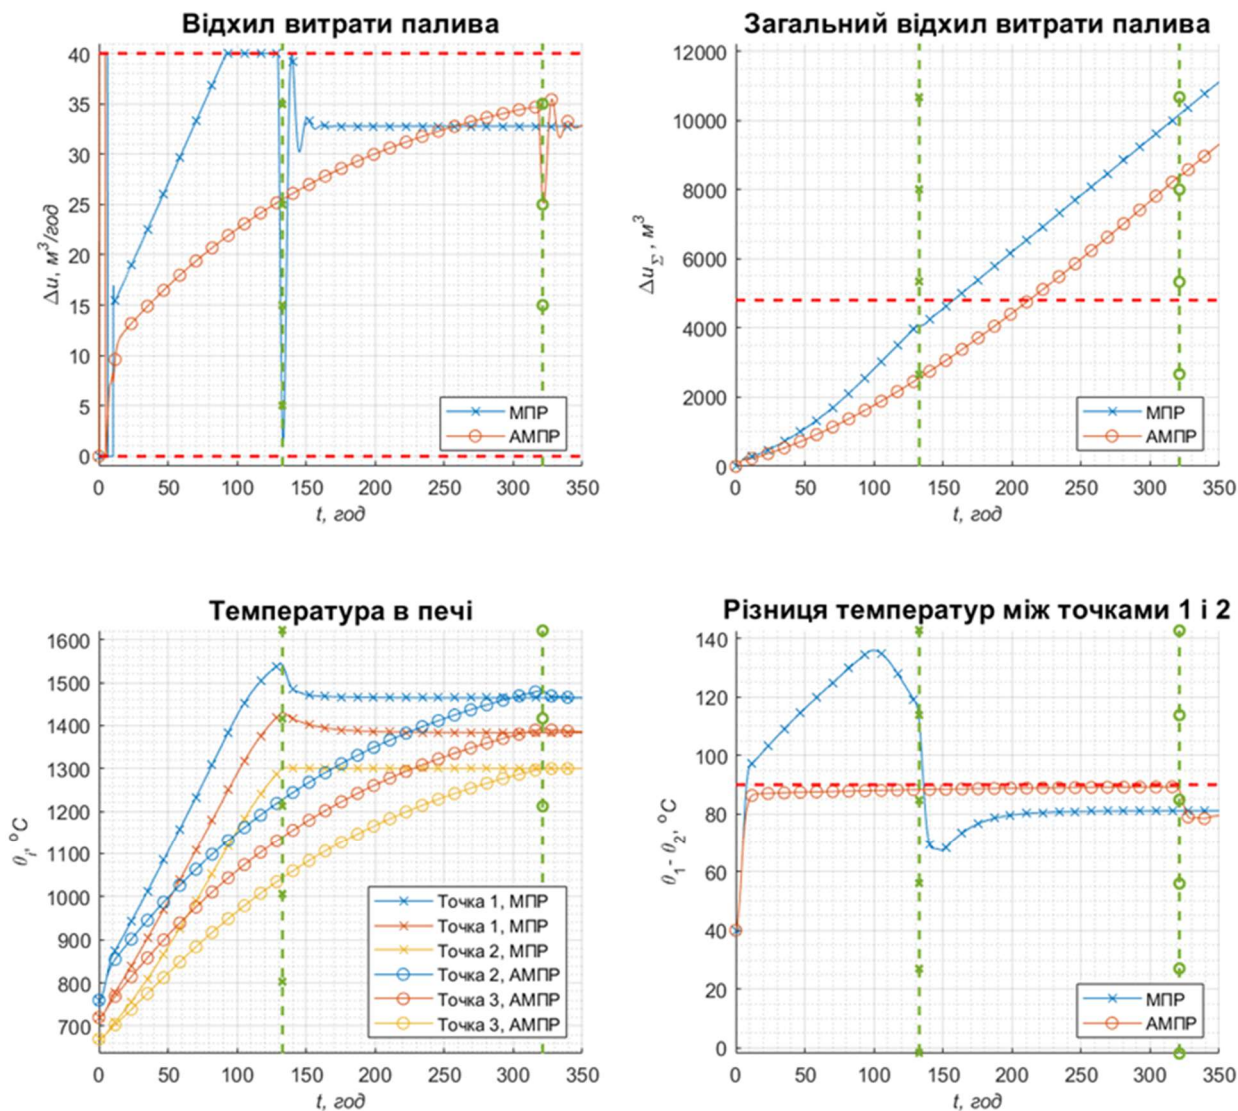 Відхил витрати палива
40
35
30
25
20
15
10
5
0
Δu, м³/год
0 50 100 150 200 250 300 350
t, год
МПР
АМПР
Загальний відхил витрати палива
12000
10000
8000
6000
4000
2000
0
Δu_Σ , м³
0 50 100 150 200 250 300 350
t, год
МПР
АМПР
Температура в печі
1600
1500
1400
1300
1200
1100
1000
900
800
700
θᵢ, °C
0 50 100 150 200 250 300 350
t, год
Точка 1, МПР
Точка 1, МПР
Точка 2, МПР
Точка 2, АМПР
Точка 3, АМПР
Точка 3, АМПР
Різниця температур між точками 1 і 2
140
120
100
80
60
40
20
0
θ₁- θ₂, °C
0 50 100 150 200 250 300 350
t, год
МПР
АМПР